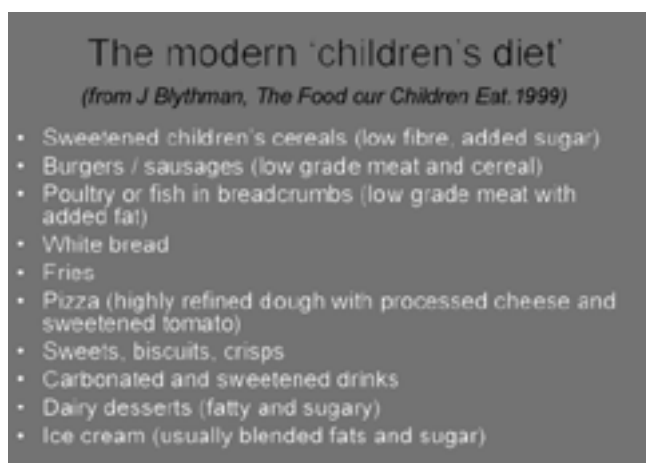 The modern 'children's diet'
(from J Blythman, The Food our Children Eat.1999)
• Sweetened children's cereals (low fibre, added sugar)
• Burgers / sausages (low grade meat and cereal)
• Poultry or fish in breadcrumbs (low grade meat with
added fat)
• White bread
• Fries
• Pizza (highly refined dough with processed cheese and
sweetened tomato)
• Sweets, biscuits, crisps
• Carbonated and sweetened drinks
• Dairy desserts (fatty and sugary)
• Ice cream (usually blended fats and sugar)